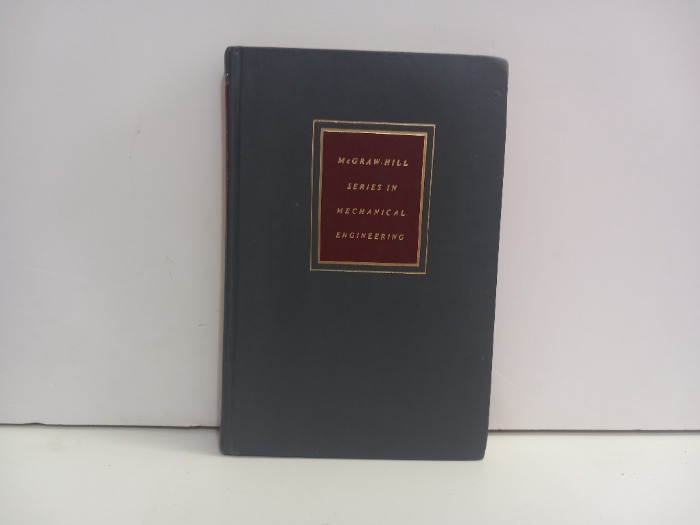 McGRAW-HILL
SERIES IN
MECHANICAL
ENGINEERING